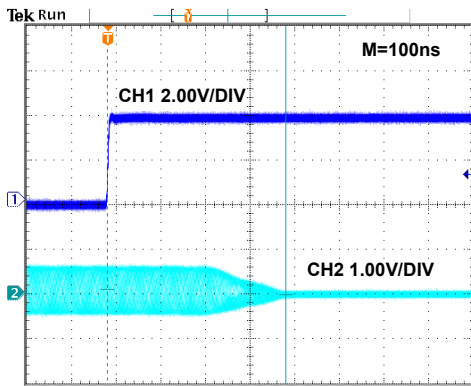 Tek Run
T
T
M=100ns
CH1 2.00V/DIV
1
CH2 1.00V/DIV
2